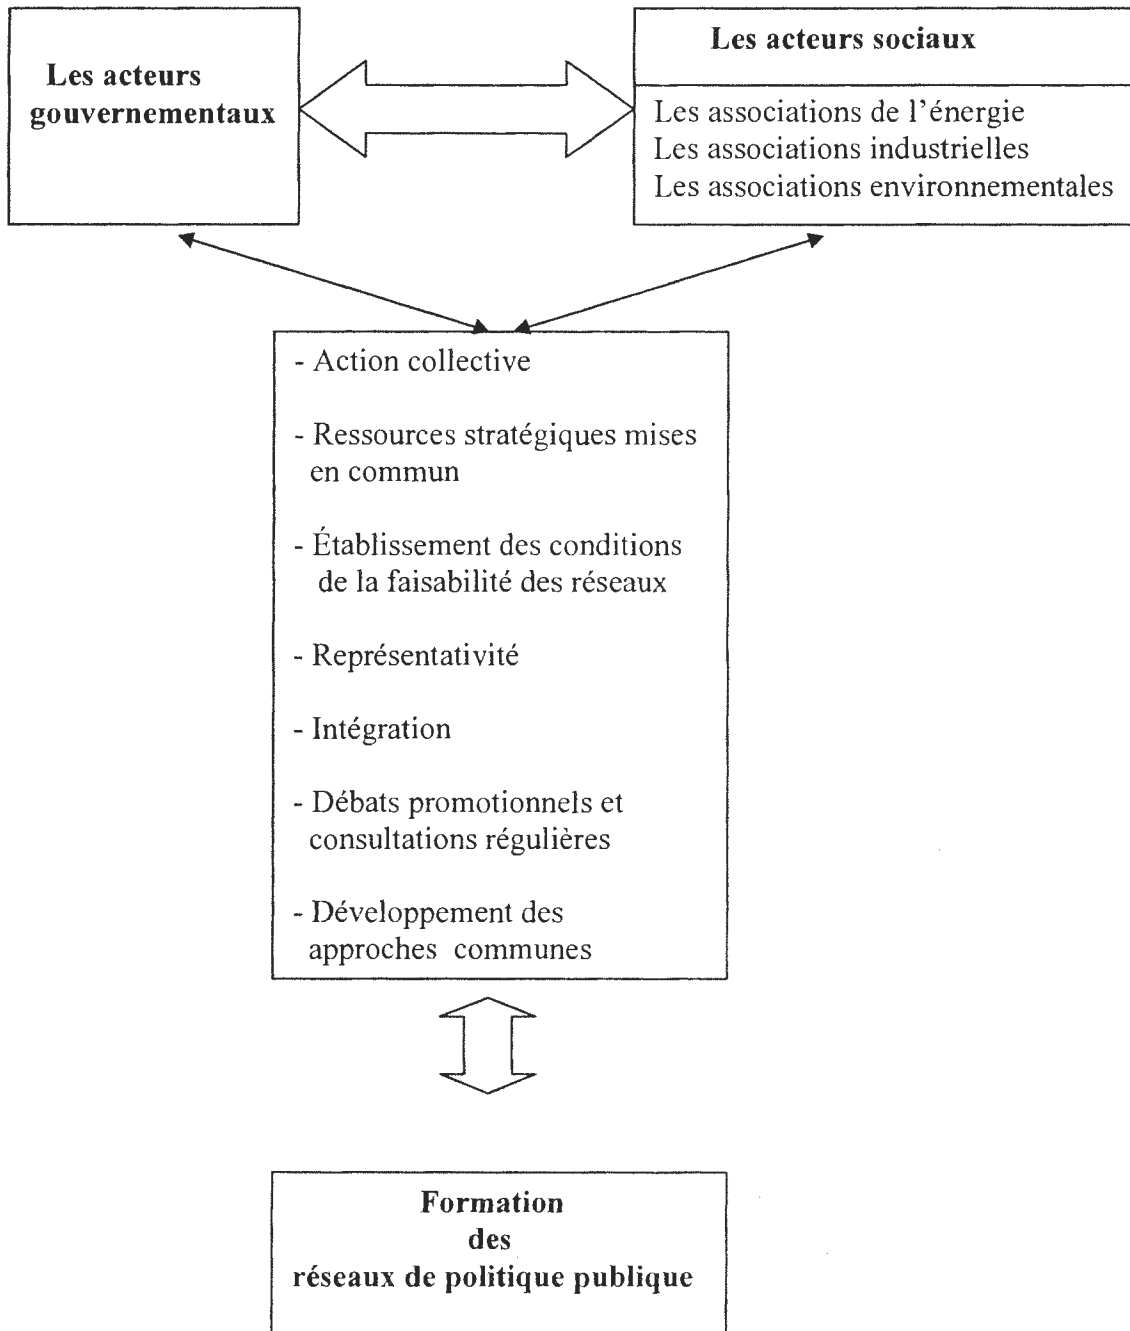 Les acteurs
gouvernementaux
Les acteurs sociaux
Les associations de l'énergie
Les associations industrielles
Les associations environnementales
- Action collective
- Ressources stratégiques mises
en commun
- Établissement des conditions
de la faisabilité des réseaux
- Représentativité
- Intégration
- Débats promotionnels et
consultations régulières
- Développement des
approches communes
Formation
des
réseaux de politique publique